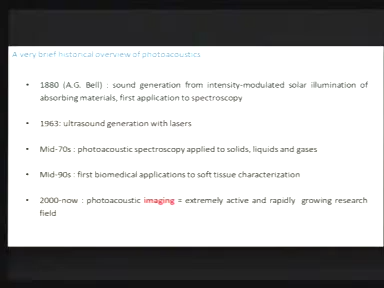 A very brief historical overview of photoacoustics
• 1880 (A.G. Bell) : sound generation from intensity-modulated solar illumination of
absorbing materials, first application to spectroscopy
• 1963: ultrasound generation with lasers
• Mid-70s : photoacoustic spectroscopy applied to solids, liquids and gases
• Mid-90s : first biomedical applications to soft tissue characterization
• 2000-now : photoacoustic imaging = extremely active and rapidly growing research
field